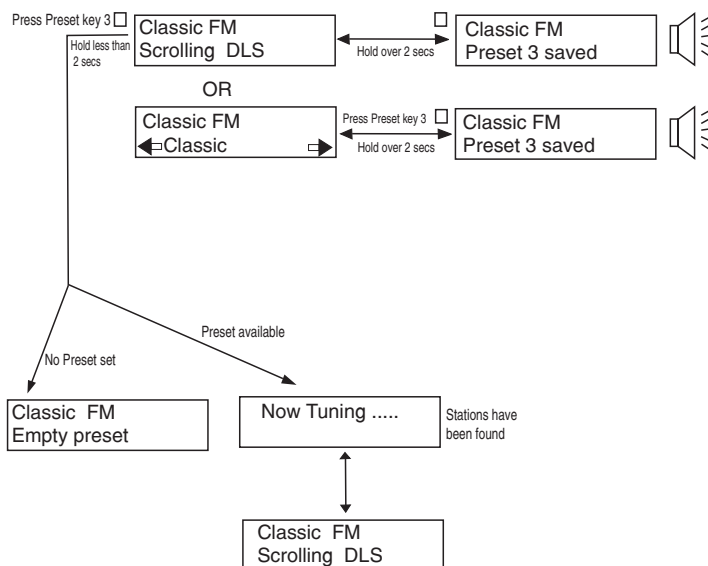 Press Preset key 3
Hold less than
2 secs
Classic FM
Scrolling DLS
Hold over 2 secs
Classic FM
Preset 3 saved
OR
Classic FM
Classic
Press Preset key 3
Hold over 2 secs
Classic FM
Preset 3 saved
Preset available
No Preset set
Classic FM
Empty preset
Now Tuning .....
Stations have
been found
Classic FM
Scrolling DLS